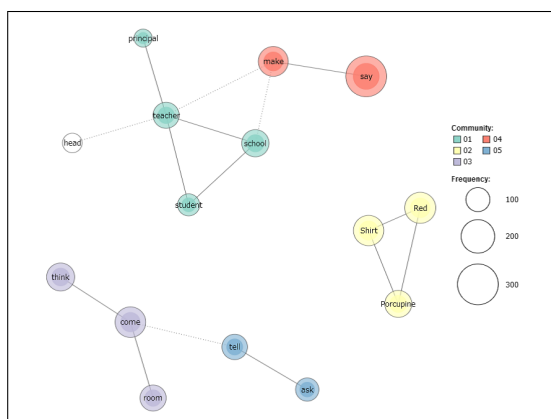 principal
make
say
teacher
head
school
student
Red
Shirt
Porcupine
think
come
tell
room
ask
Community:
01 04
02 05
03
Frequency:
100
200
300